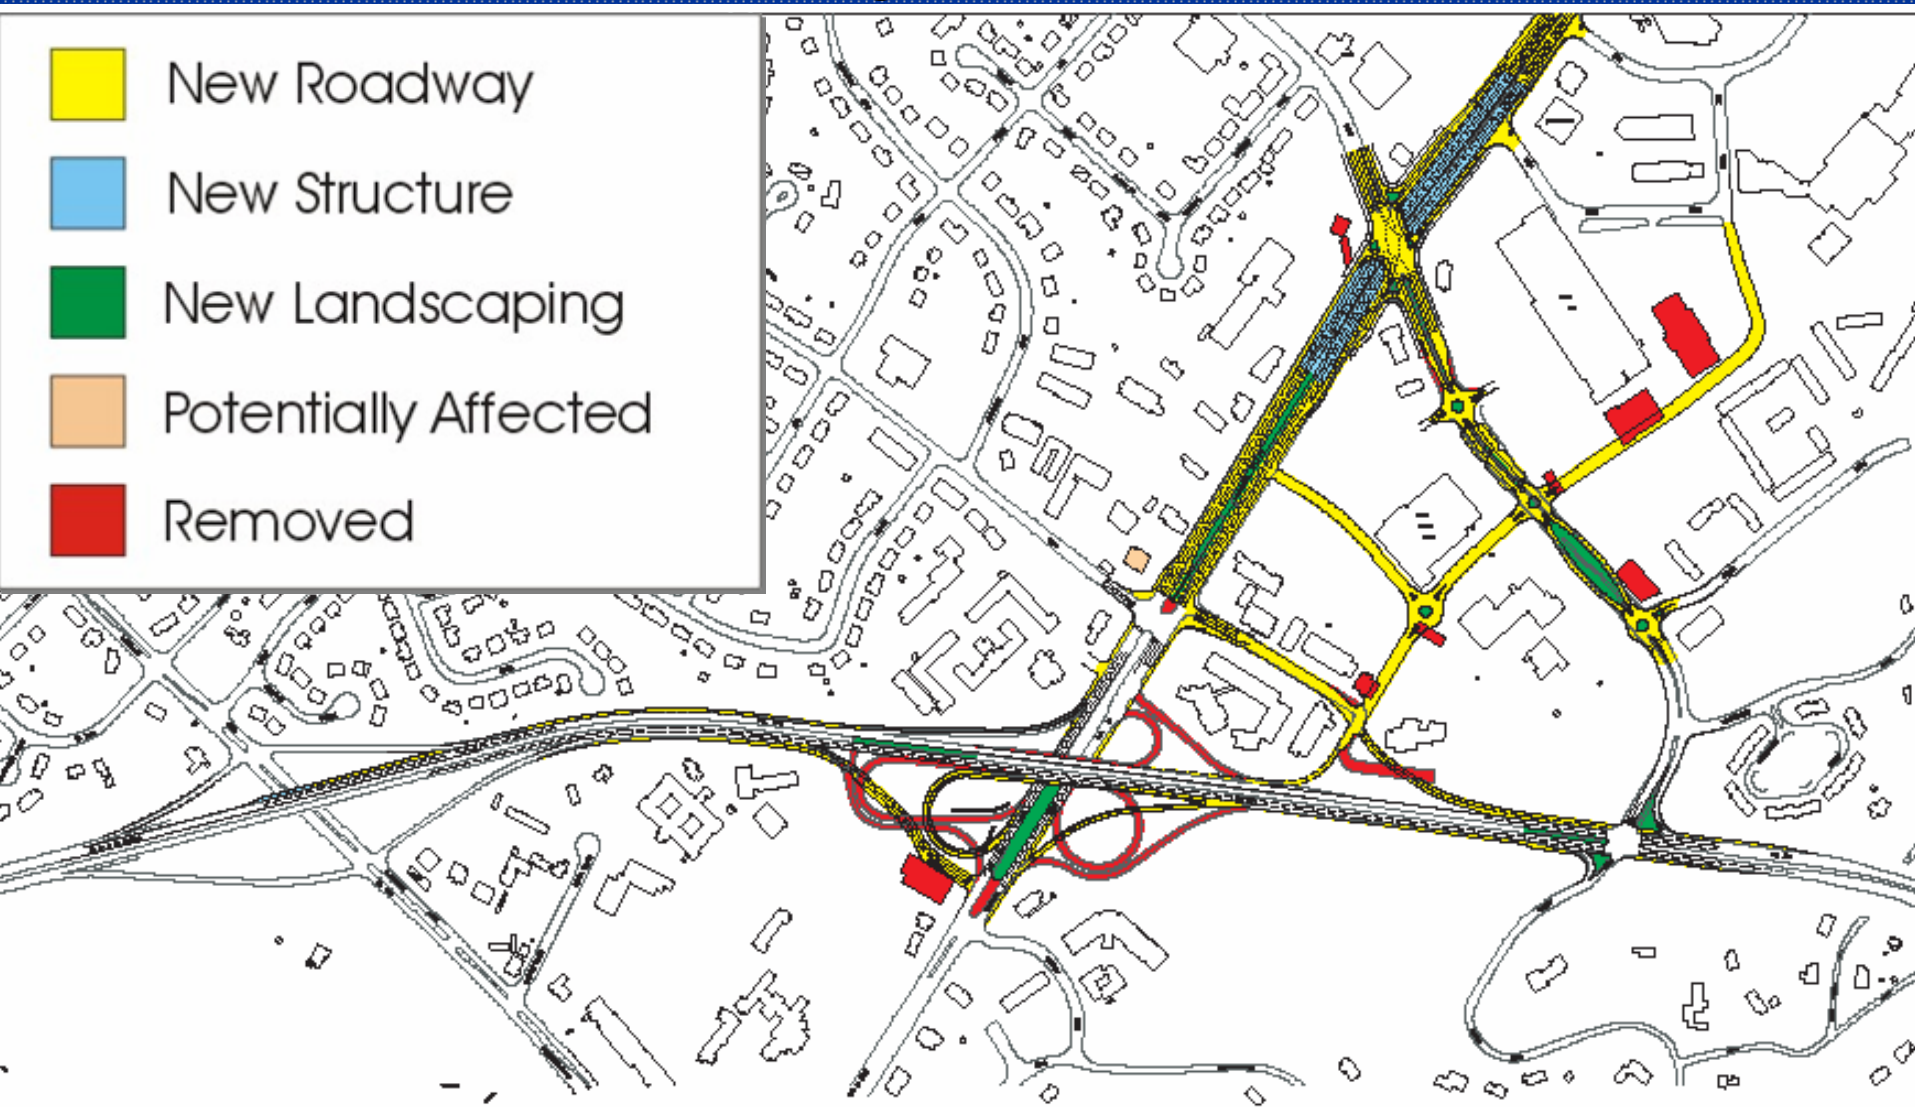 New Roadway
New Structure
New Landscaping
Potentially Affected
Removed